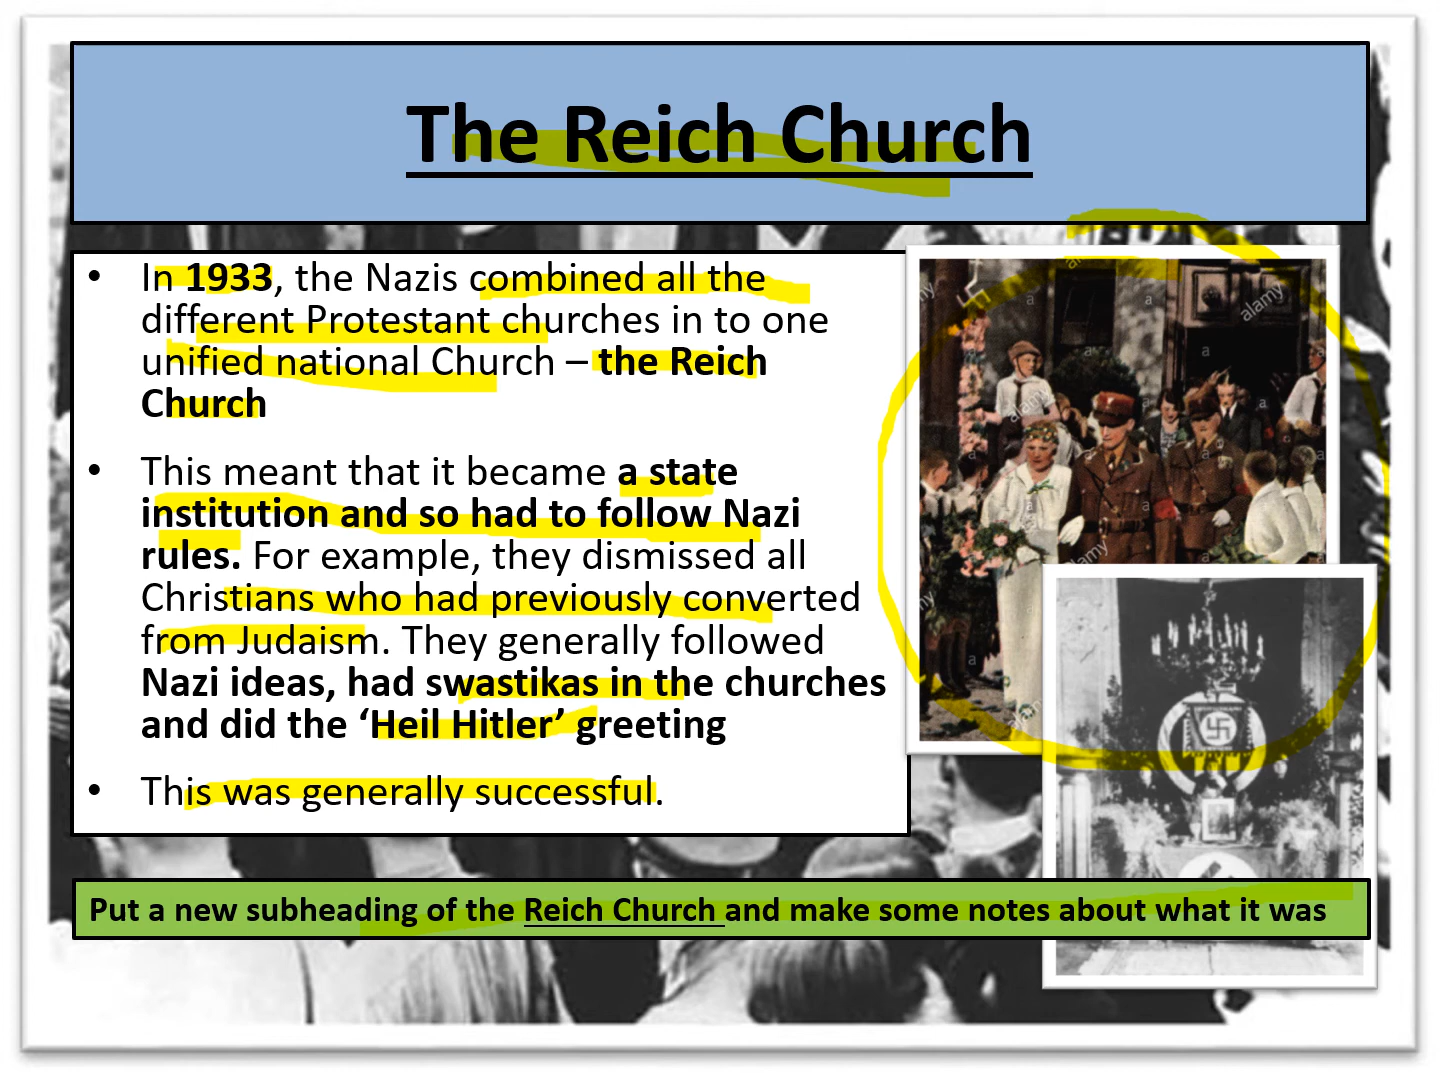 The Reich Church
• In 1933, the Nazis combined all the
different Protestant churches in to one
unified national Church – the Reich
Church
• This meant that it became a state
institution and so had to follow Nazi
rules. For example, they dismissed all
Christians who had previously converted
from Judaism. They generally followed
Nazi ideas, had swastikas in the churches
and did the ‘Heil Hitler’ greeting
• This was generally successful.
alamy
alamy
alamy
Put a new subheading of the Reich Church and make some notes about what it was